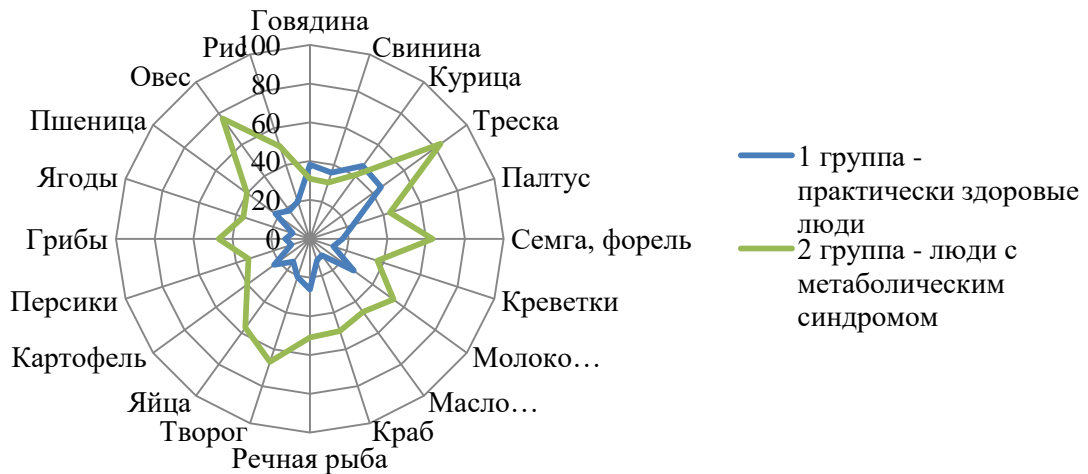 Говядина
Свинина
Курица
Треска
Палтус
Семга, форель
Креветки
Молоко…
Масло…
Краб
Речная рыба
Творог
Яйца
Картофель
Персики
Грибы
Ягоды
Пшеница
Овес
Рис
100
80
60
40
20
0
1 группа -
практически здоровые
люди
2 группа - люди с
метаболическим
синдромом